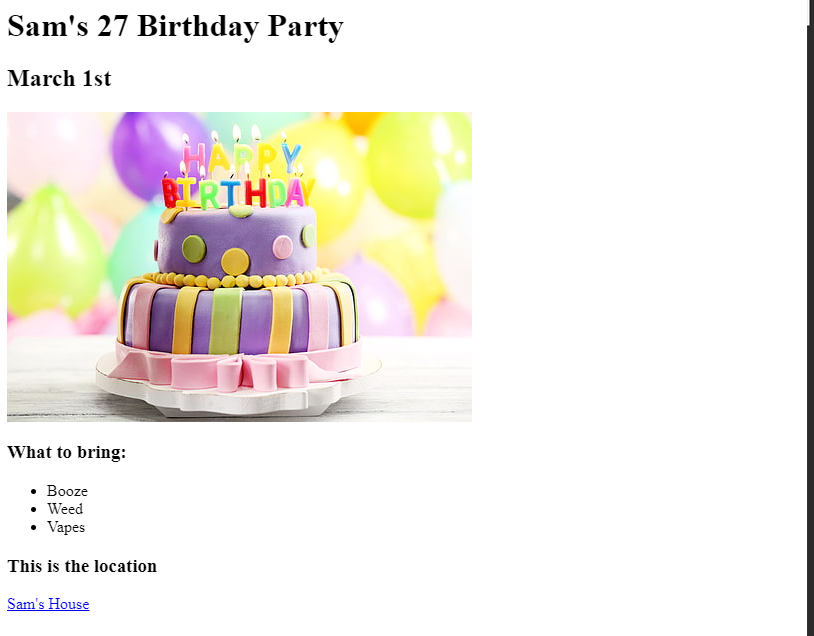 Sam's 27 Birthday Party
March 1st
HAPPY
BIRTHDAY
What to bring:
Booze
Weed
Vapes
This is the location
Sam's House